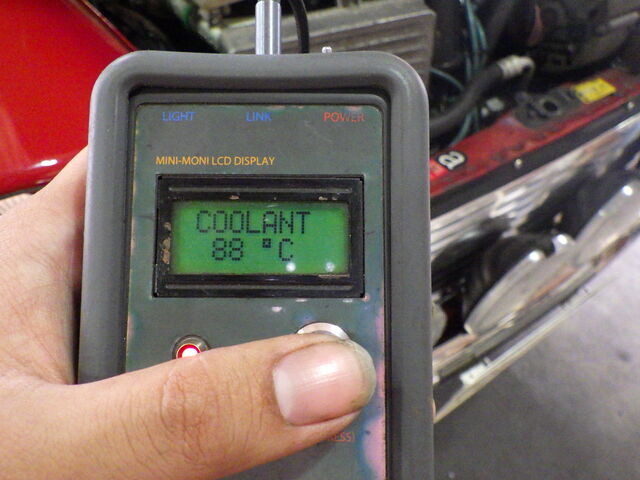 LIGHT LINK POWER
MINI-MONI LCD DISPLAY
COOLANT
88 °C